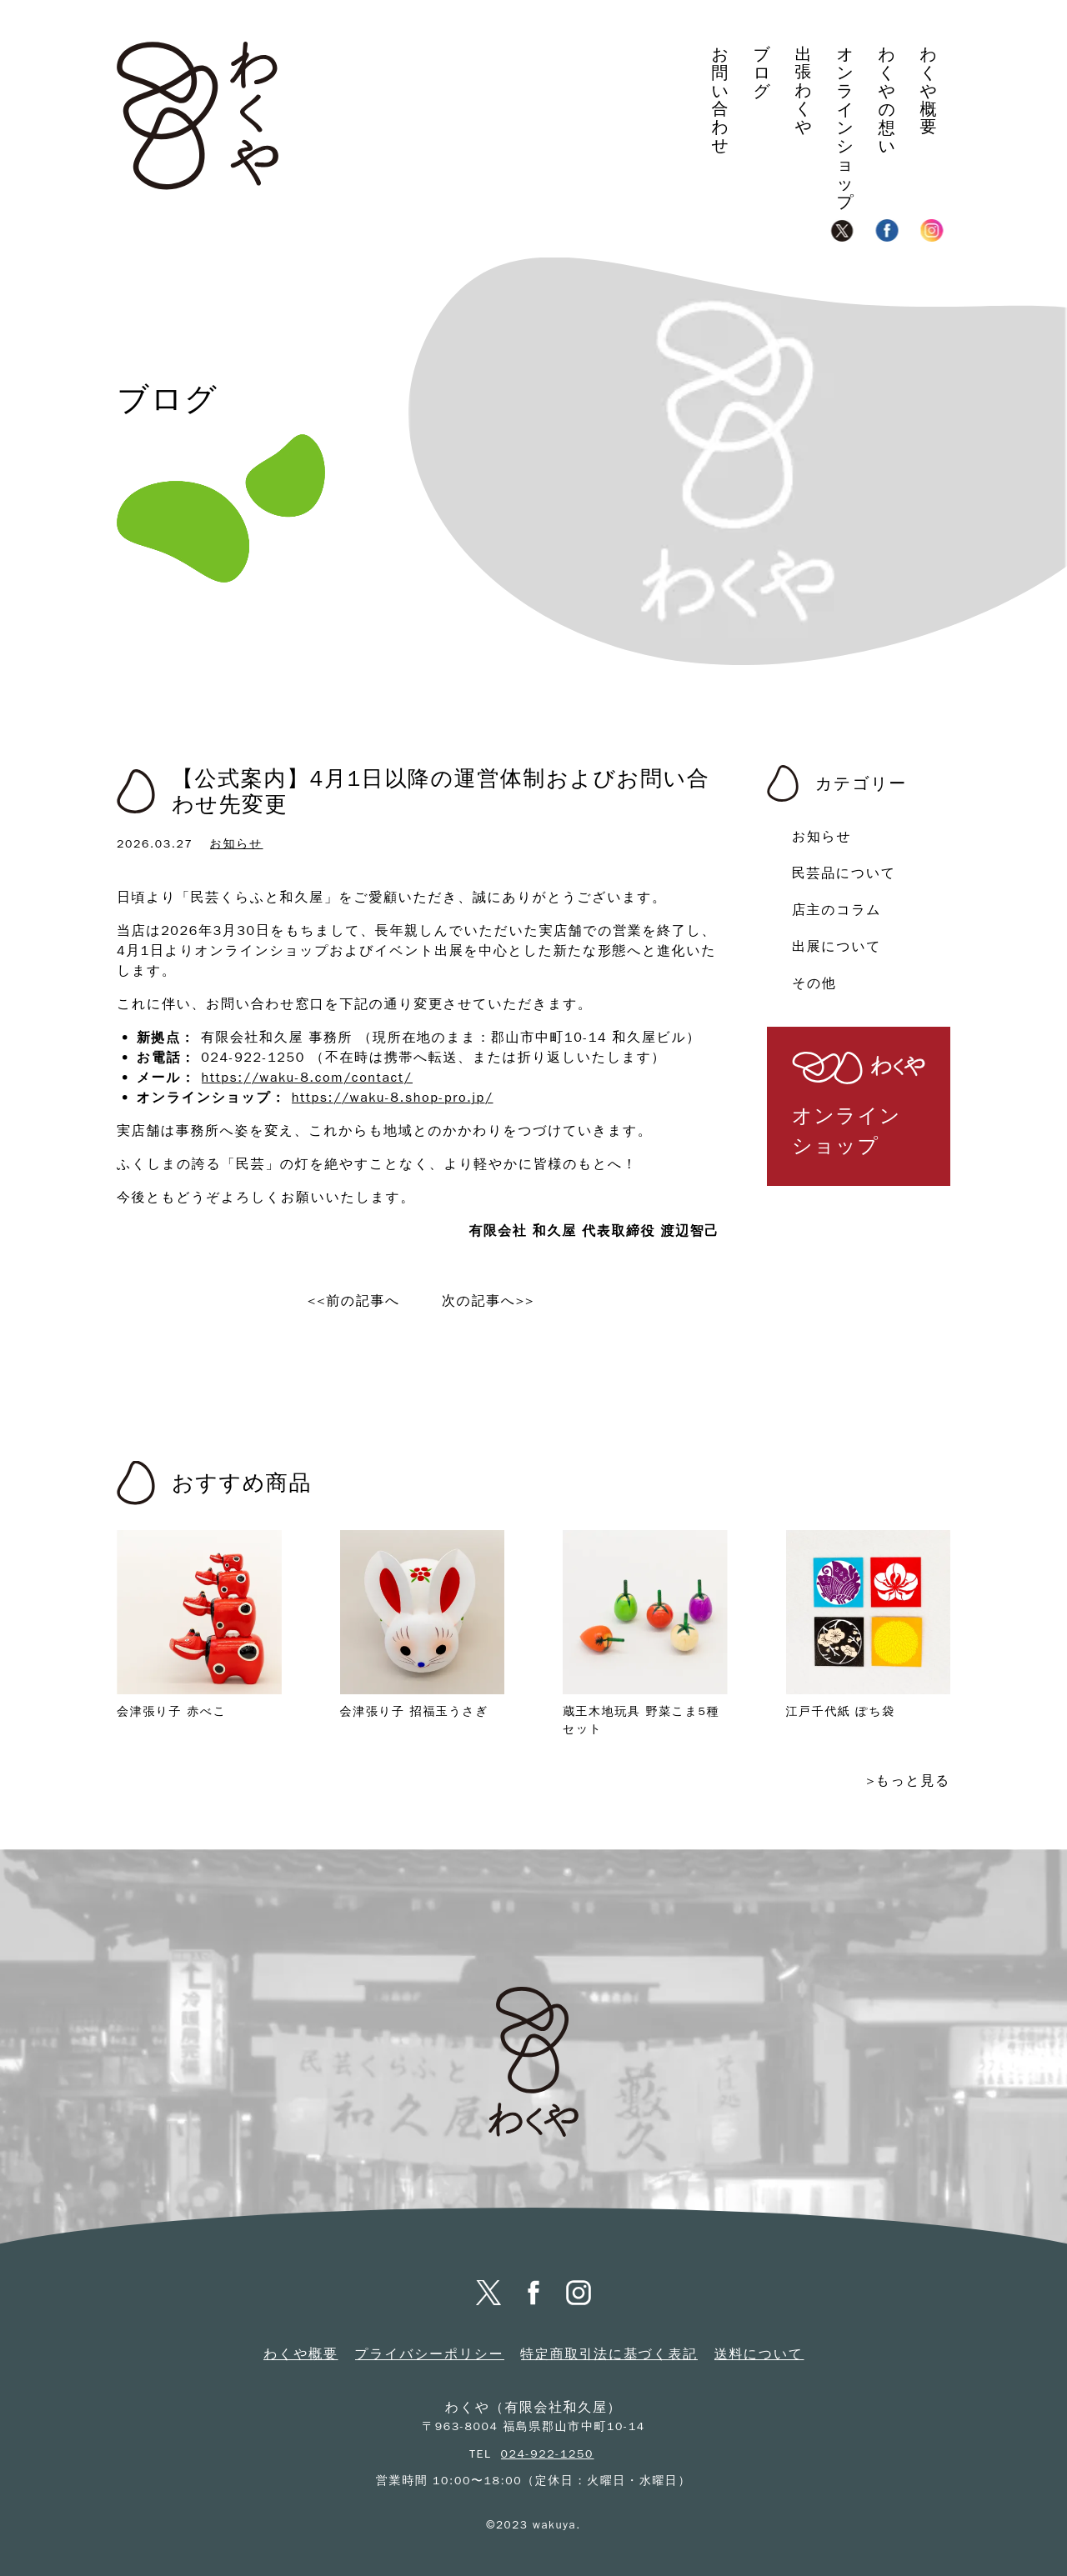 わくや
わくや概要
わくやの想い
オンラインショップ
出張わくや
ブログ
お問い合わせ
ブログ
わくや
【公式案内】4月1日以降の運営体制およびお問い合
わせ先変更
2026.03.27 お知らせ
日頃より「民芸くらふと和久屋」をご愛顧いただき、誠にありがとうございます。
当店は2026年3月30日をもちまして、長年親しんでいただいた実店舗での営業を終了し、
4月1日よりオンラインショップおよびイベント出展を中心とした新たな形態へと進化いた
します。
これに伴い、お問い合わせ窓口を下記の通り変更させていただきます。
• 新拠点： 有限会社和久屋 事務所 （現所在地のまま：郡山市中町10-14 和久屋ビル）
• お電話： 024-922-1250 （不在時は携帯へ転送、または折り返しいたします）
• メール： https://waku-8.com/contact/
• オンラインショップ： https://waku-8.shop-pro.jp/
実店舗は事務所へ姿を変え、これからも地域とのかかわりをつづけていきます。
ふくしまの誇る「民芸」の灯を絶やすことなく、より軽やかに皆様のもとへ！
今後ともどうぞよろしくお願いいたします。
有限会社 和久屋 代表取締役 渡辺智己
<<前の記事へ 次の記事へ>>
カテゴリー
お知らせ
民芸品について
店主のコラム
出展について
その他
わくや
オンライン
ショップ
おすすめ商品
会津張り子 赤べこ
会津張り子 招福玉うさぎ
蔵王木地玩具 野菜こま5種
セット
江戸千代紙 ぽち袋
>もっと見る
民芸くらふと
和久屋
わくや
わくや概要 プライバシーポリシー 特定商取引法に基づく表記 送料について
わくや（有限会社和久屋）
〒963-8004 福島県郡山市中町10-14
TEL 024-922-1250
営業時間 10:00〜18:00（定休日：火曜日・水曜日）
©2023 wakuya.